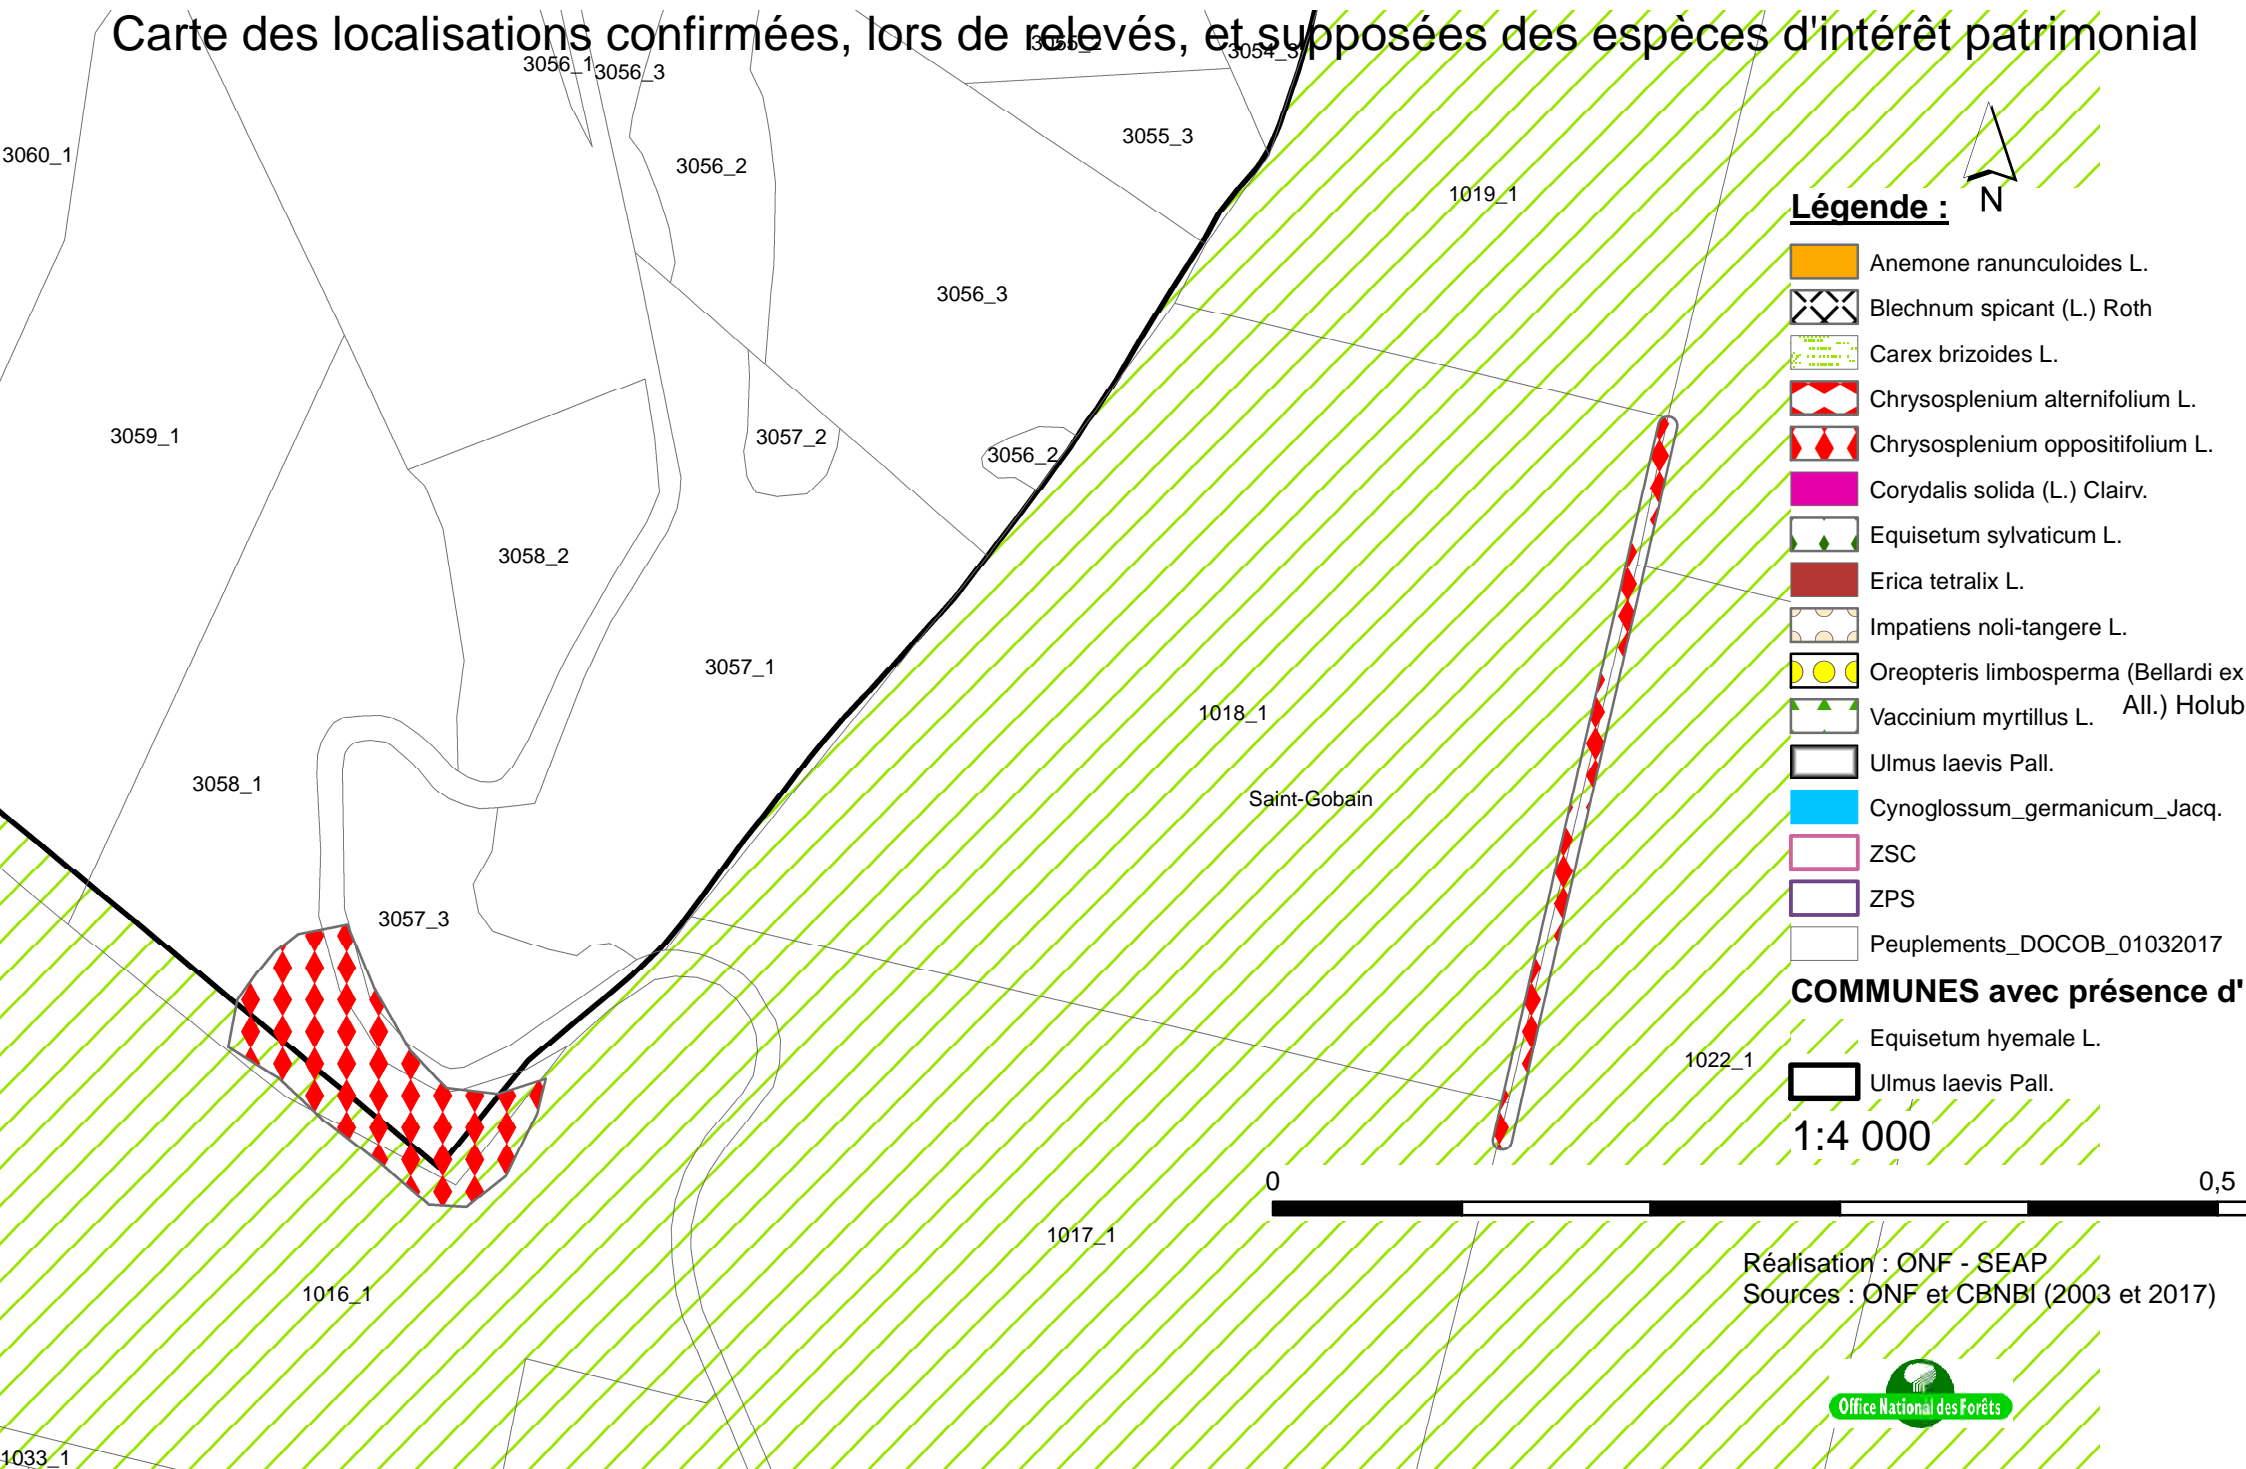 Carte des localisations confirmées, lors de relevés, et supposées des espèces d'intérêt patrimonial
3056_1
3056_3
3054_3
3060_1
3056_2
3055_3
1019_1
3056_3
3059_1
3057_2
3056_2
3058_2
3057_1
1018_1
3058_1
Saint-Gobain
3057_3
1022_1
1017_1
1016_1
1033_1
N
Légende :
Anemone ranunculoides L.
Blechnum spicant (L.) Roth
Carex brizoides L.
Chrysosplenium alternifolium L.
Chrysosplenium oppositifolium L.
Corydalis solida (L.) Clairv.
Equisetum sylvaticum L.
Erica tetralix L.
Impatiens noli-tangere L.
Oreopteris limbosperma (Bellardi ex
All.) Holub
Vaccinium myrtillus L.
Ulmus laevis Pall.
Cynoglossum_germanicum_Jacq.
ZSC
ZPS
Peuplements_DOCOB_01032017
COMMUNES avec présence d'
Equisetum hyemale L.
Ulmus laevis Pall.
1:4 000
0 0,5
Réalisation : ONF - SEAP
Sources : ONF et CBNBl (2003 et 2017)
Office National des Forêts